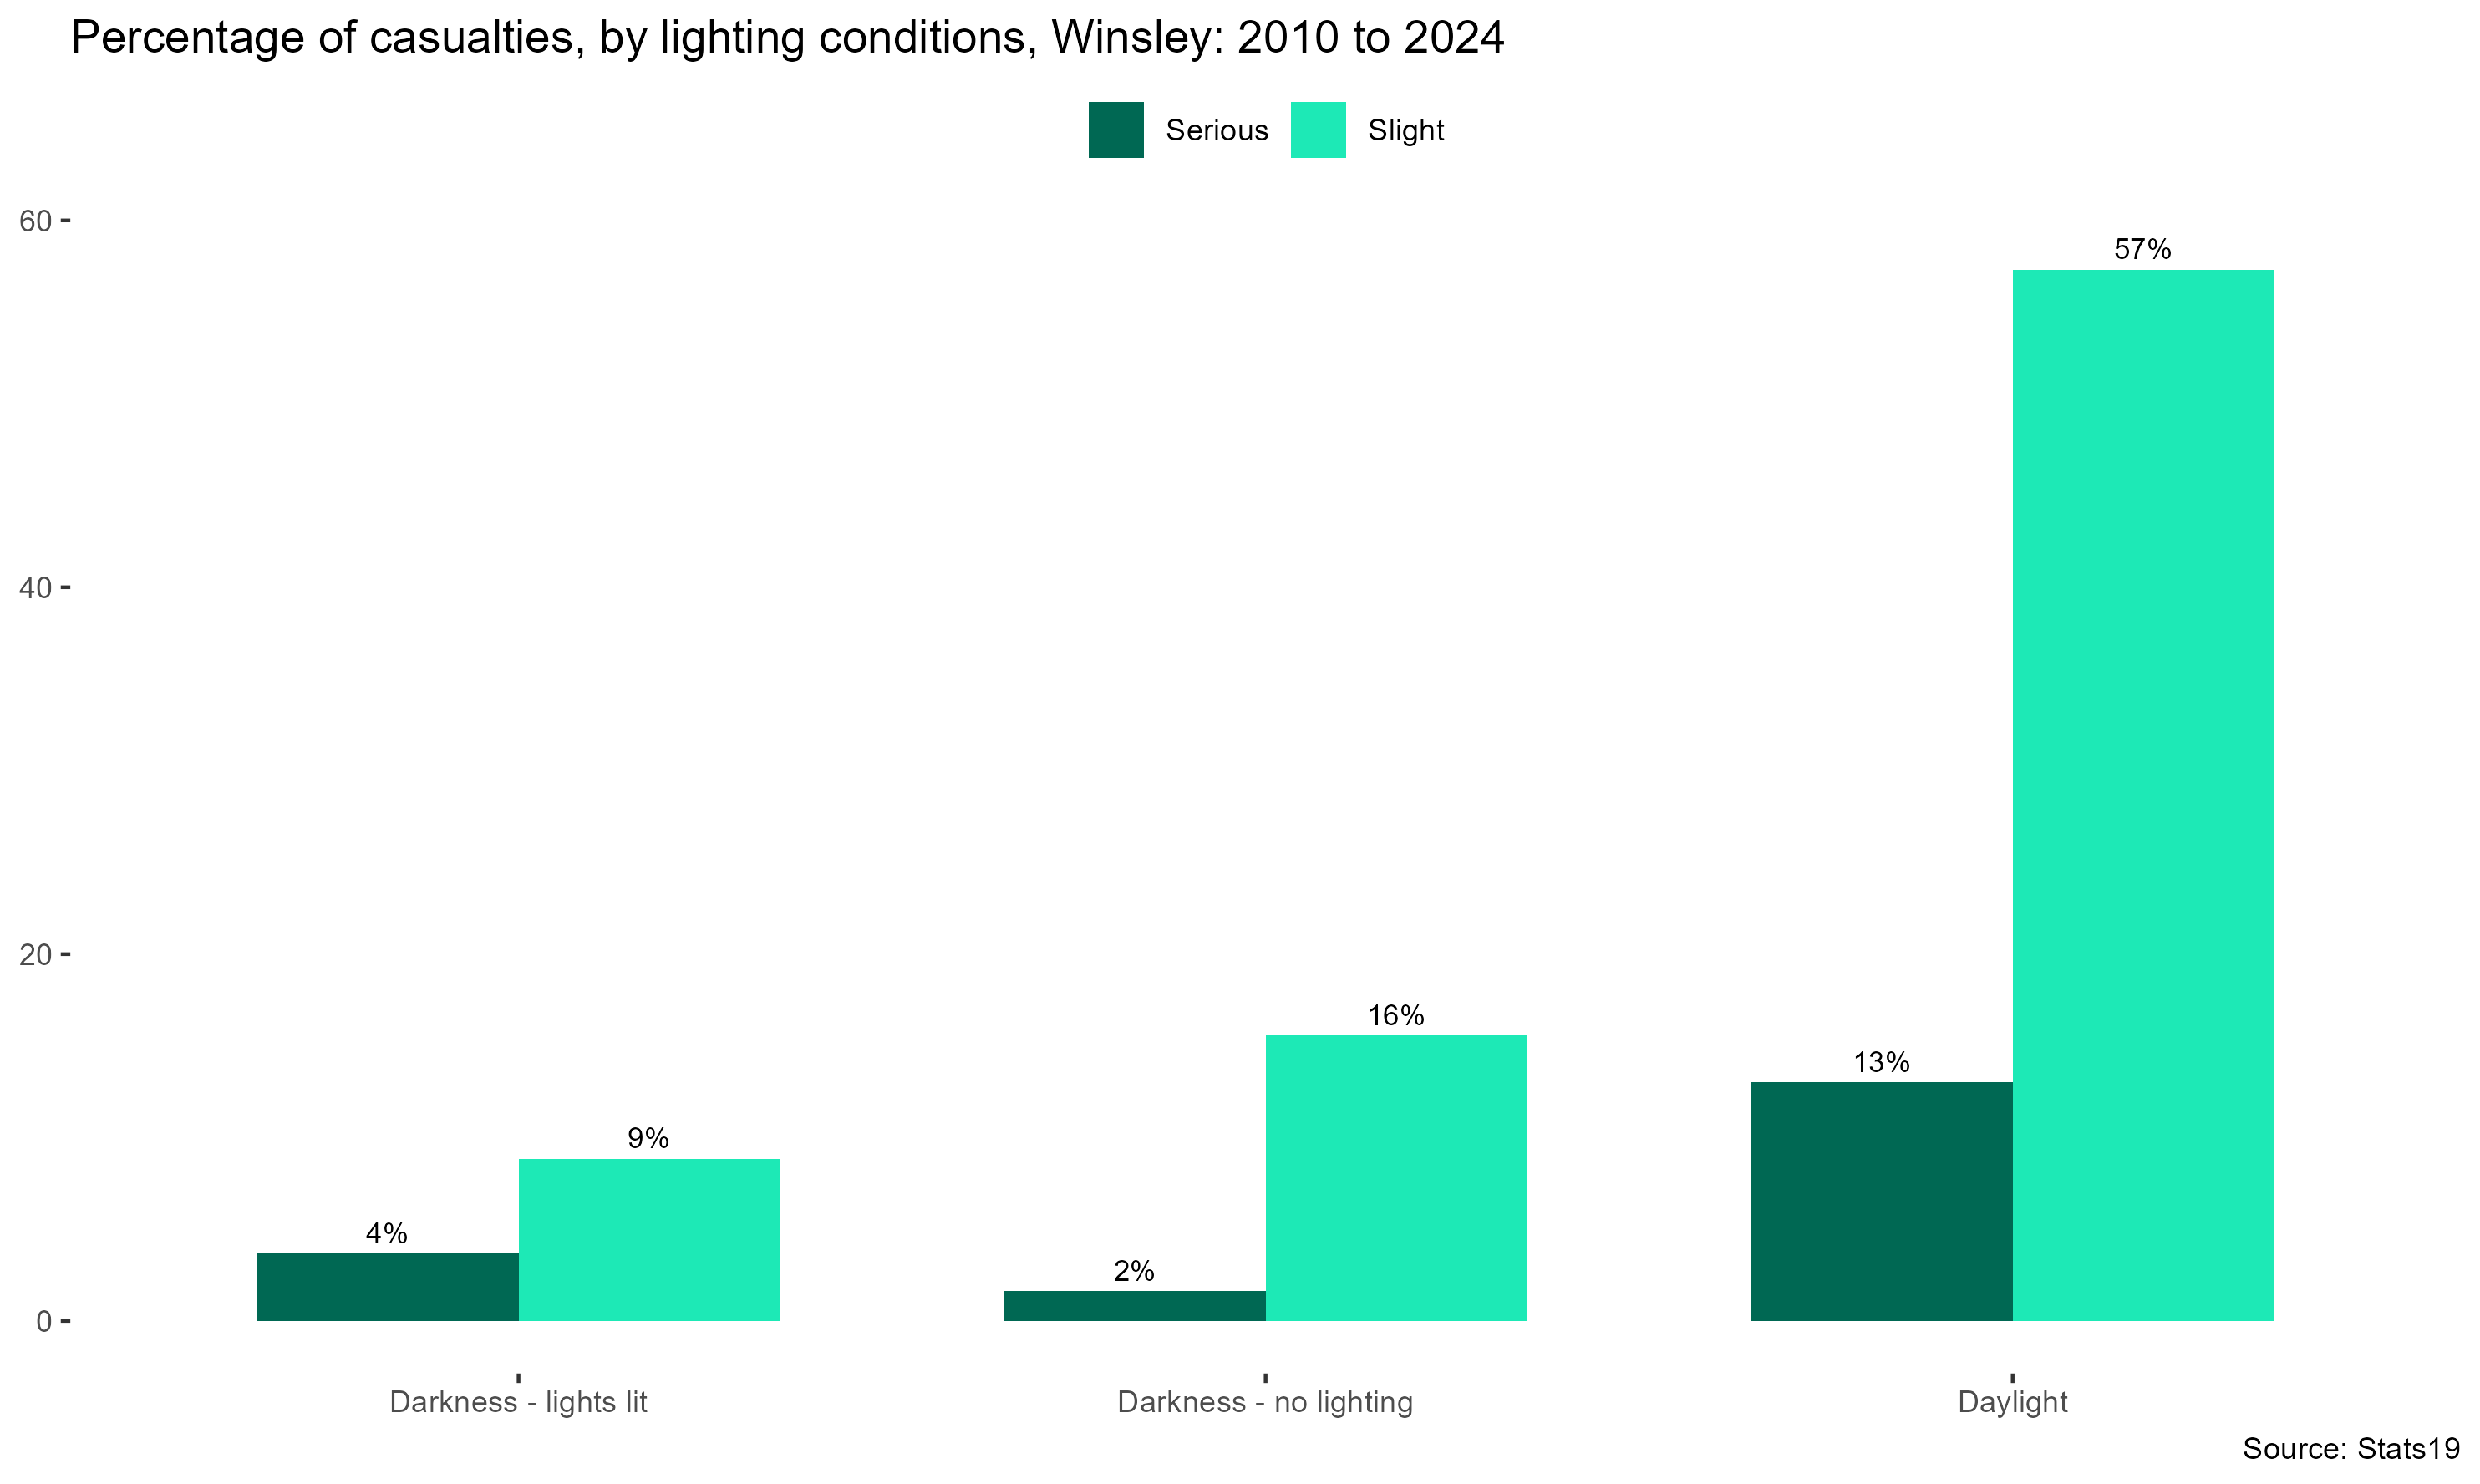 Percentage of casualties, by lighting conditions, Winsley: 2010 to 2024
Serious Slight
60
57%
40
20
16%
13%
9%
4%
2%
0
Darkness - lights lit Darkness - no lighting Daylight
Source: Stats19